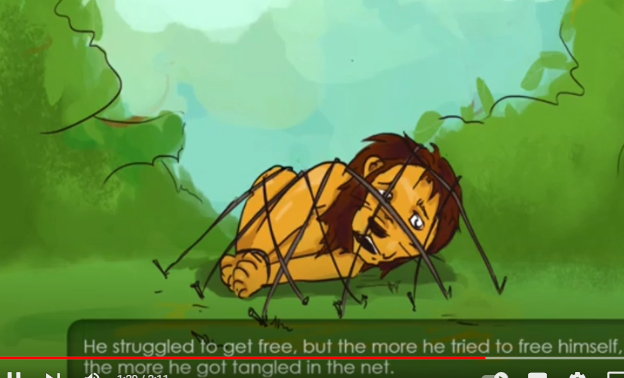 He struggled to get free, but the more he tried to free himself,
the more he got tangled in the net.